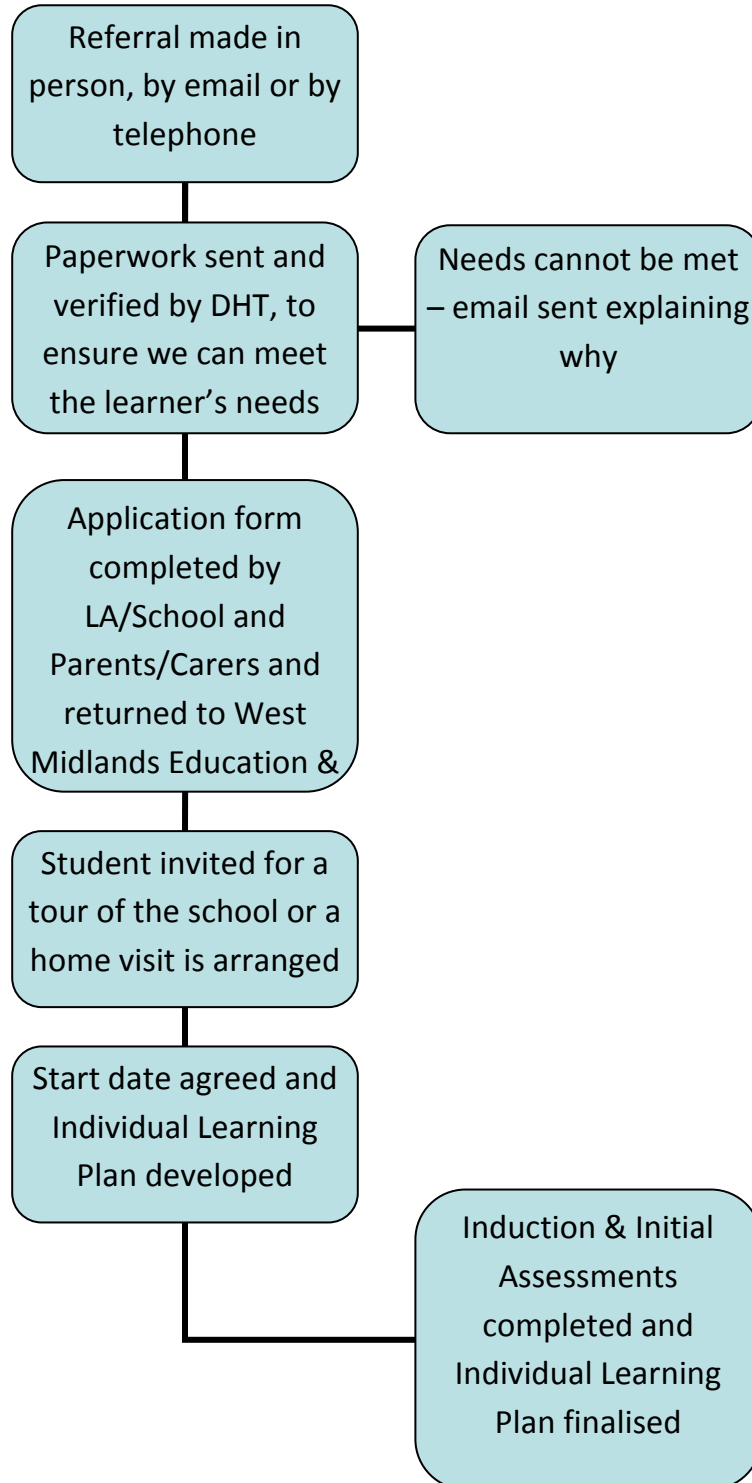 Referral made in
person, by email or by
telephone
Paperwork sent and
verified by DHT, to
ensure we can meet
the learner’s needs
Needs cannot be met
– email sent explaining
why
Application form
completed by
LA/School and
Parents/Carers and
returned to West
Midlands Education &
Student invited for a
tour of the school or a
home visit is arranged
Start date agreed and
Individual Learning
Plan developed
Induction & Initial
Assessments
completed and
Individual Learning
Plan finalised